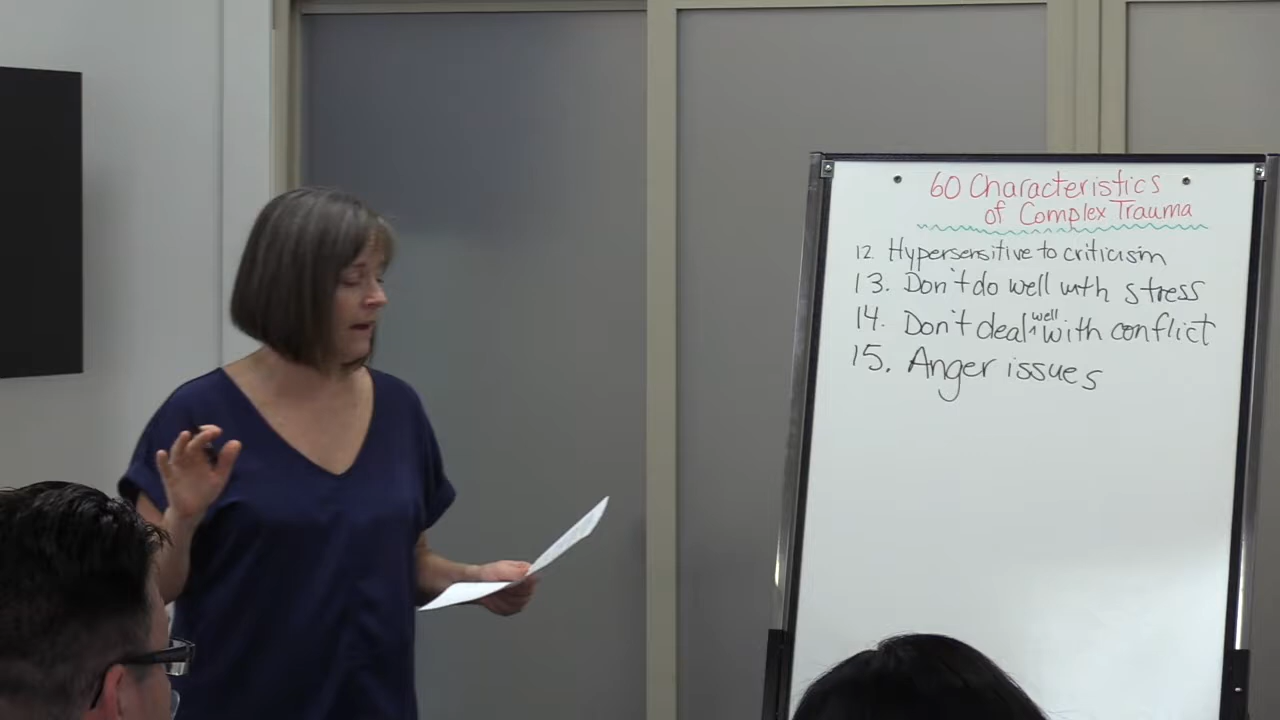 60 Characteristics
of Complex Trauma
12. Hypersensitive to criticism
13. Don't do well with stress
14. Don't deal well with conflict
15. Anger issues